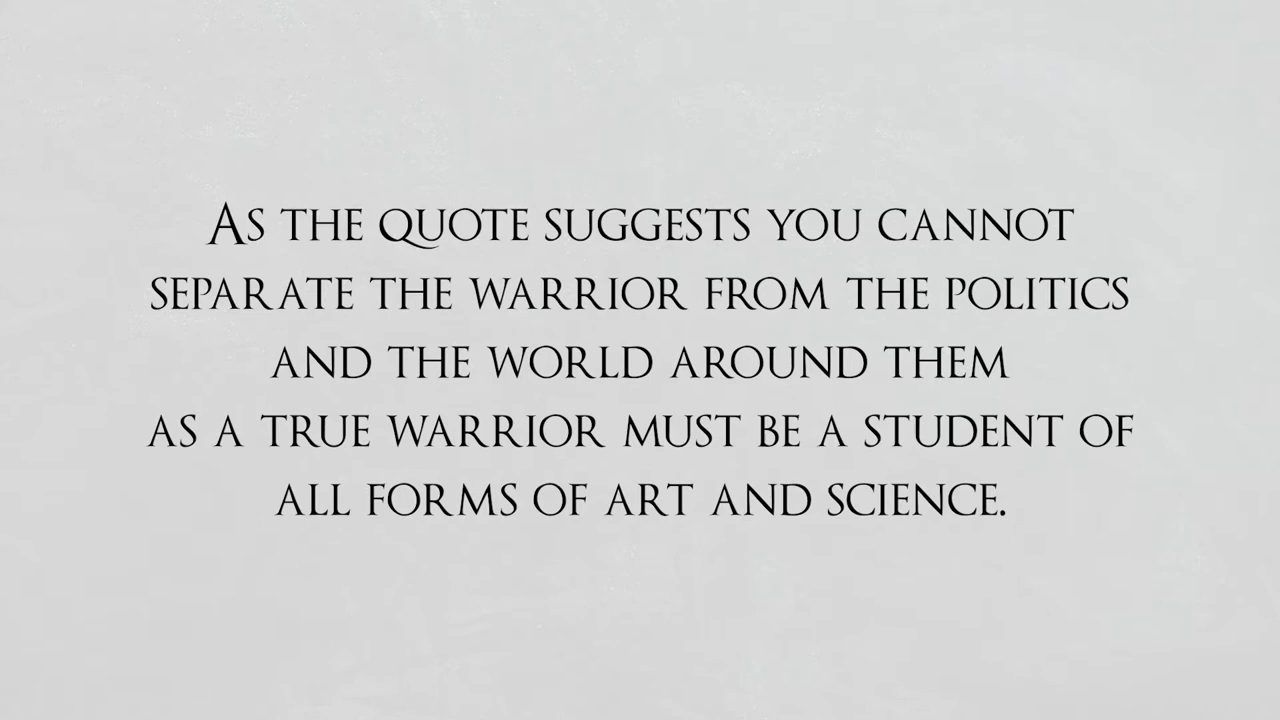 As the quote suggests you cannot
separate the warrior from the politics
and the world around them
as a true warrior must be a student of
all forms of art and science.